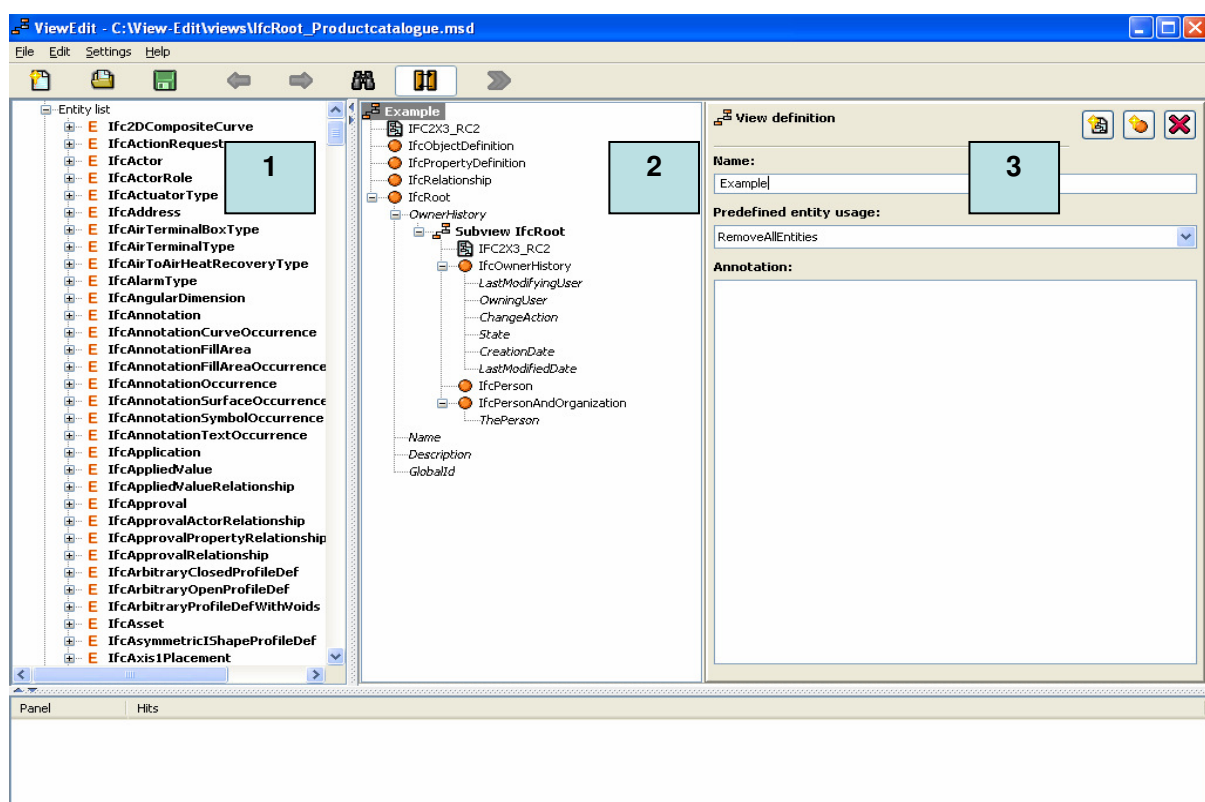 ViewEdit - C:\View-Edit\views\IfcRoot_Productcatalogue.msd
File Edit Settings Help
Entity list
E Ifc2DCompositeCurve
E IfcActionRequest
E IfcActor
E IfcActorRole
E IfcActuatorType
E IfcAddress
E IfcAirTerminalBoxType
E IfcAirTerminalType
E IfcAirToAirHeatRecoveryType
E IfcAlarmType
E IfcAngularDimension
E IfcAnnotation
E IfcAnnotationCurveOccurrence
E IfcAnnotationFillArea
E IfcAnnotationFillAreaOccurrence
E IfcAnnotationOccurrence
E IfcAnnotationSurfaceOccurrence
E IfcAnnotationSymbolOccurrence
E IfcAnnotationTextOccurrence
E IfcApplication
E IfcAppliedValue
E IfcAppliedValueRelationship
E IfcApproval
E IfcApprovalActorRelationship
E IfcApprovalPropertyRelationship
E IfcApprovalRelationship
E IfcArbitraryClosedProfileDef
E IfcArbitraryOpenProfileDef
E IfcArbitraryProfileDefWithVoids
E IfcAsset
E IfcAsymmetricIShapeProfileDef
E IfcAxis1Placement
1
Example
IFC2X3_RC2
IfcObjectDefinition
IfcPropertyDefinition
IfcRelationship
IfcRoot
OwnerHistory
Subview IfcRoot
IFC2X3_RC2
IfcOwnerHistory
LastModifyingUser
OwningUser
ChangeAction
State
CreationDate
LastModifiedDate
IfcPerson
IfcPersonAndOrganization
ThePerson
Name
Description
GlobalId
2
View definition
Name:
Example
Predefined entity usage:
RemoveAllEntities
Annotation:
3
Panel Hits